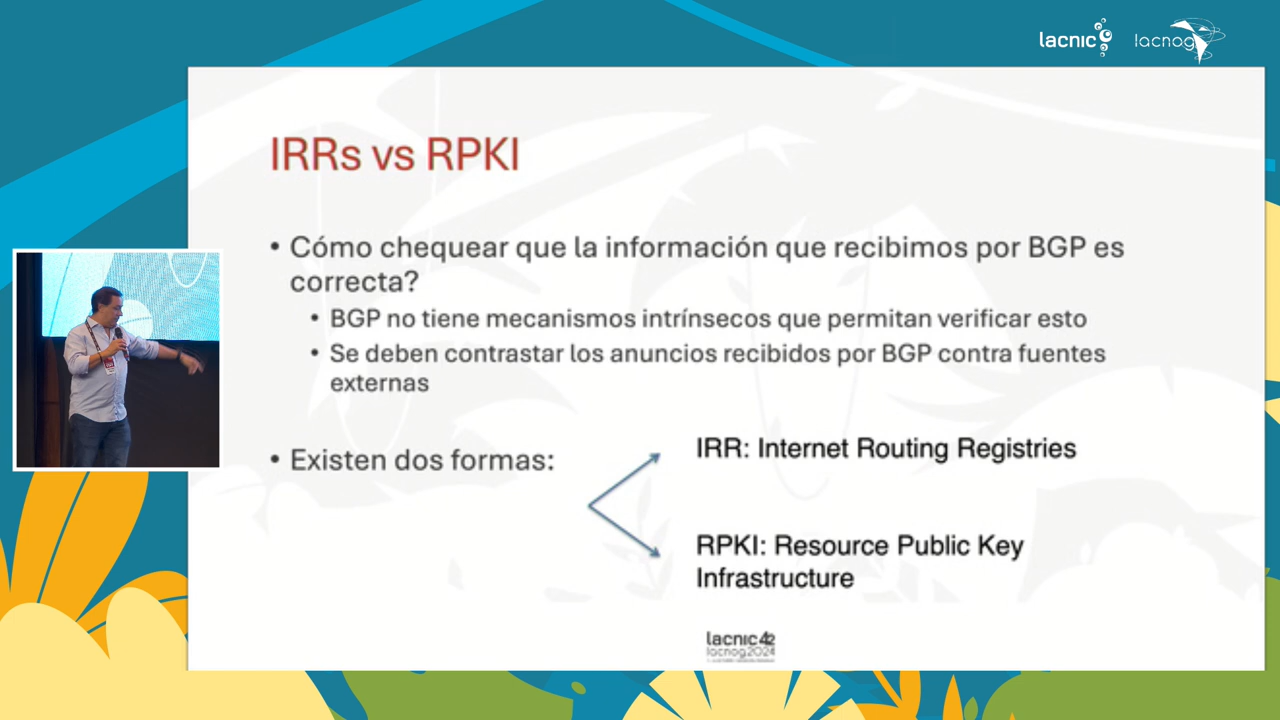 lacnic
lacnog
IRRs vs RPKI
• Cómo chequear que la información que recibimos por BGP es
correcta?
• BGP no tiene mecanismos intrínsecos que permitan verificar esto
• Se deben contrastar los anuncios recibidos por BGP contra fuentes
externas
• Existen dos formas:
IRR: Internet Routing Registries
RPKI: Resource Public Key
Infrastructure
lacnic42
lacnog2024